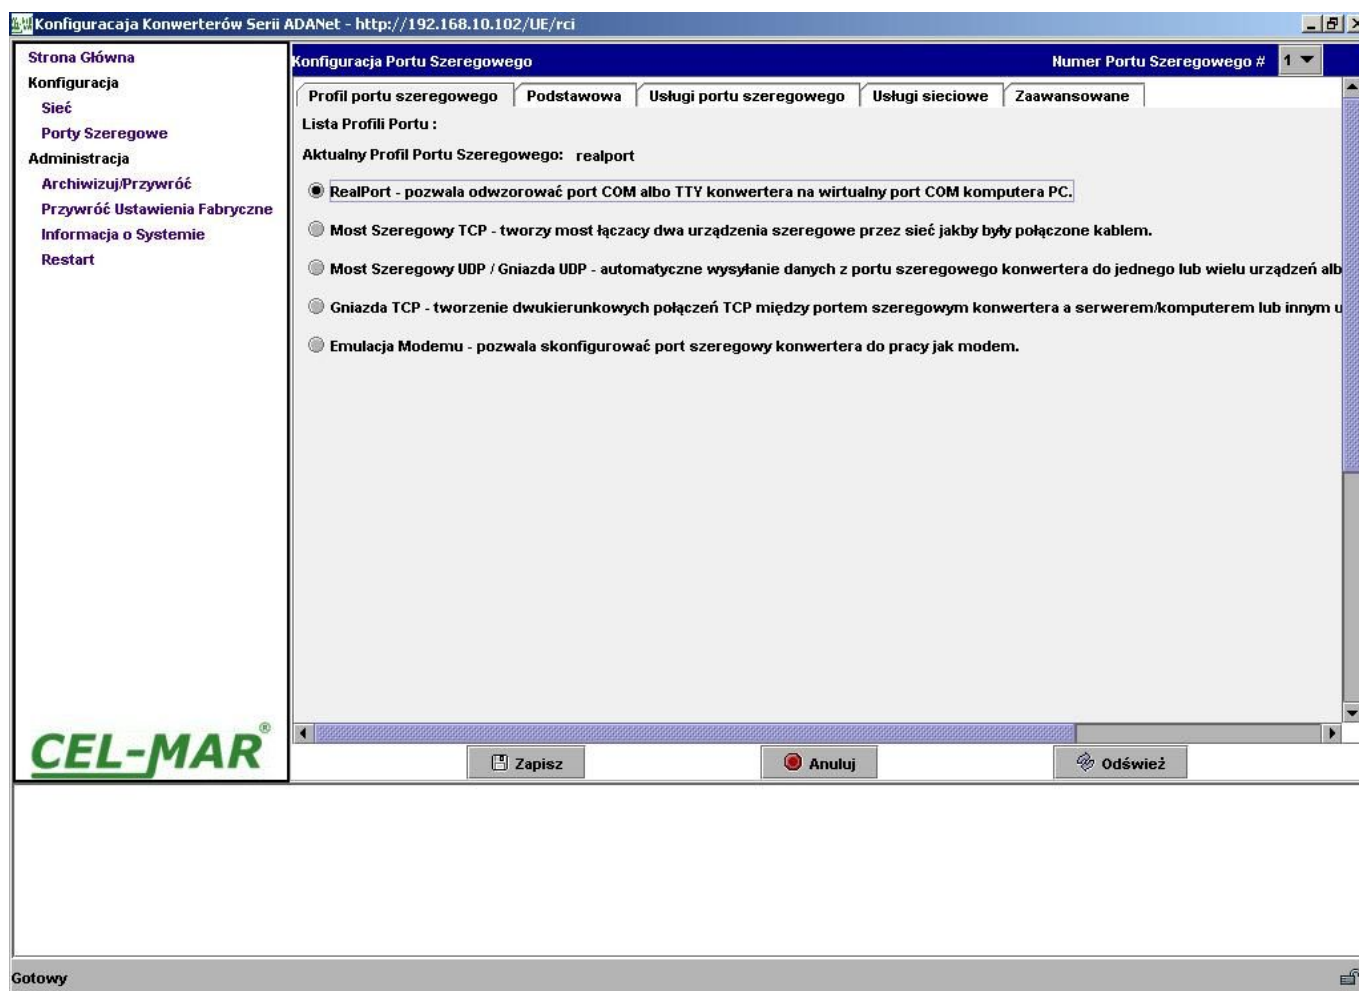 Konfiguracaja Konwerterów Serii ADANet - http://192.168.10.102/UE/rci
Strona Główna
Konfiguracja
Sieć
Porty Szeregowe
Administracja
Archiwizuj/Przywróć
Przywróć Ustawienia Fabryczne
Informacja o Systemie
Restart
CEL-MAR®
Konfiguracja Portu Szeregowego Numer Portu Szeregowego # 1
Profil portu szeregowego Podstawowa Usługi portu szeregowego Usługi sieciowe Zaawansowane
Lista Profili Portu :
Aktualny Profil Portu Szeregowego: realport
RealPort - pozwala odwzorować port COM albo TTY konwertera na wirtualny port COM komputera PC.
Most Szeregowy TCP - tworzy most łączacy dwa urządzenia szeregowe przez sieć jakby były połączone kablem.
Most Szeregowy UDP / Gniazda UDP - automatyczne wysyłanie danych z portu szeregowego konwertera do jednego lub wielu urządzeń alb
Gniazda TCP - tworzenie dwukierunkowych połączeń TCP między portem szeregowym konwertera a serwerem/komputerem lub innym u
Emulacja Modemu - pozwala skonfigurować port szeregowy konwertera do pracy jak modem.
Zapisz Anuluj Odśwież
Gotowy